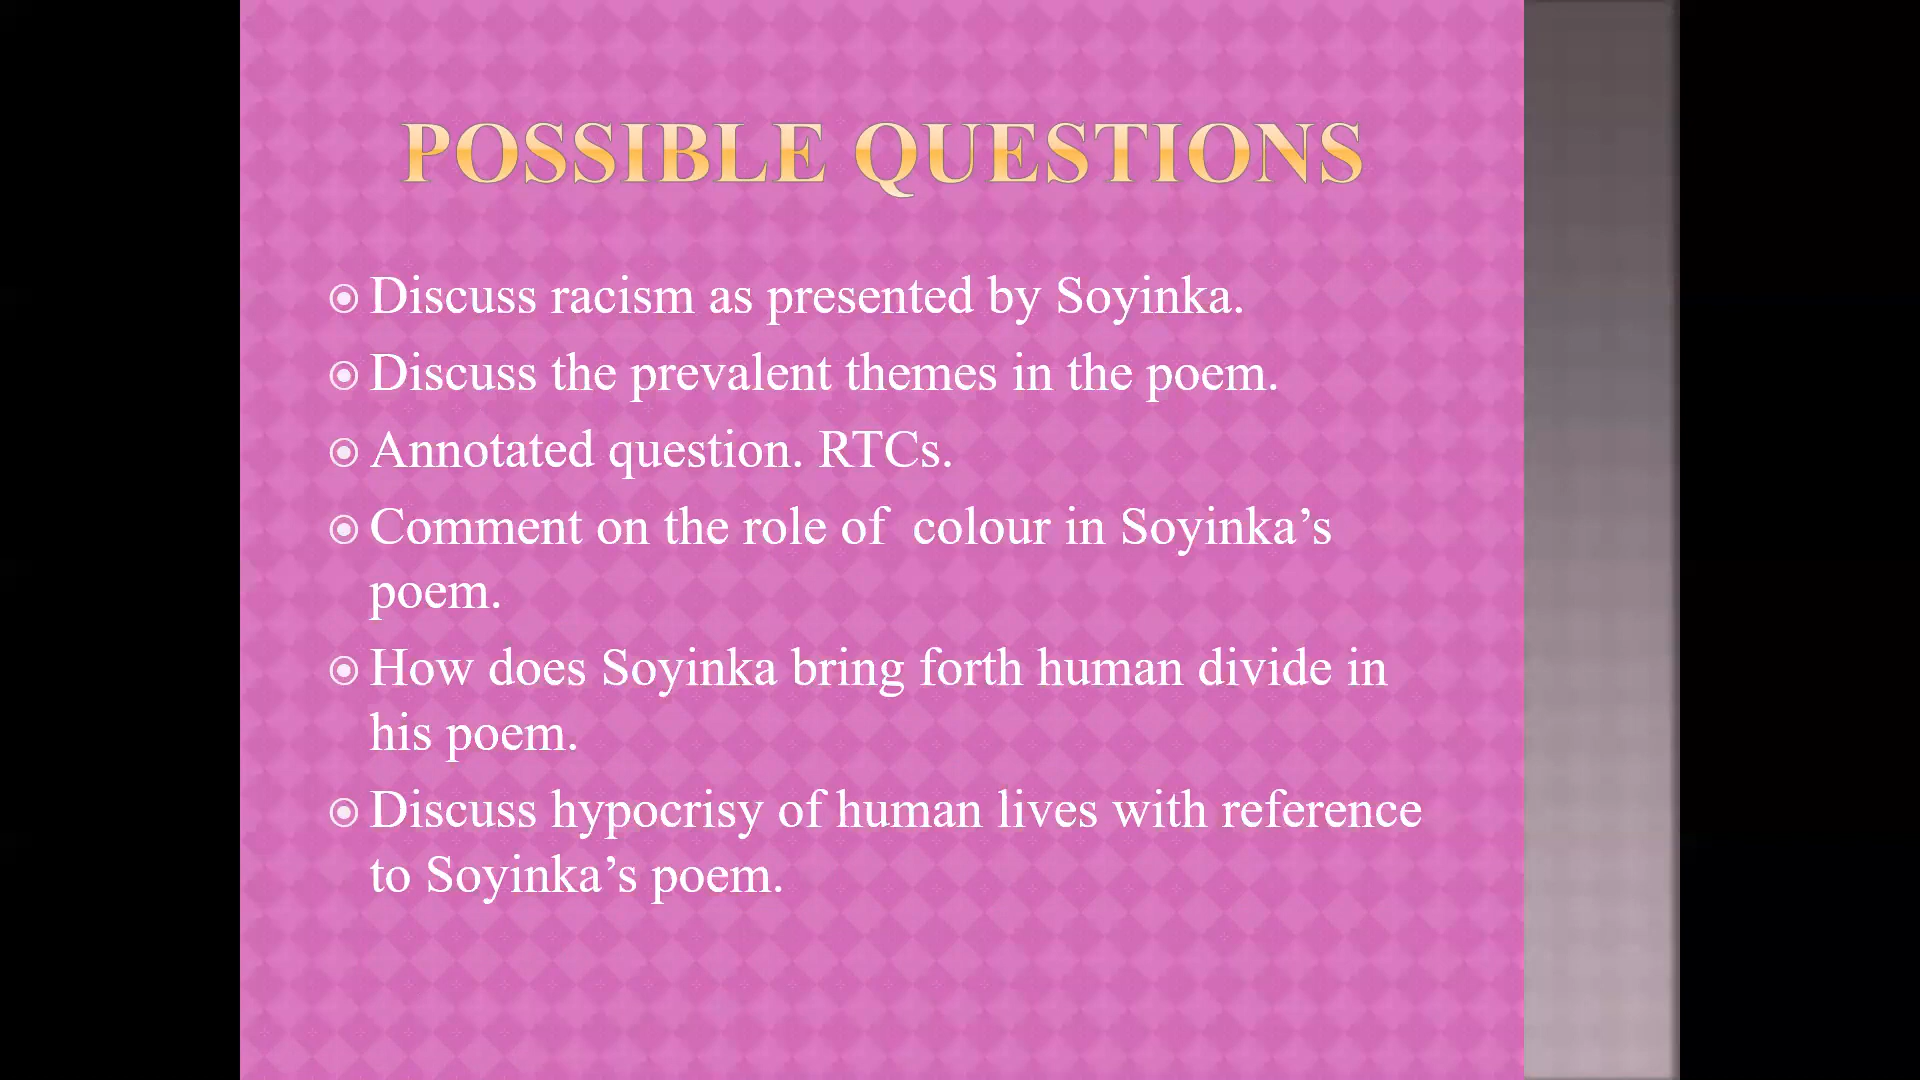 POSSIBLE QUESTIONS
Discuss racism as presented by Soyinka.
Discuss the prevalent themes in the poem.
Annotated question. RTCs.
Comment on the role of  colour in Soyinka’s
poem.
How does Soyinka bring forth human divide in
his poem.
Discuss hypocrisy of human lives with reference
to Soyinka’s poem.